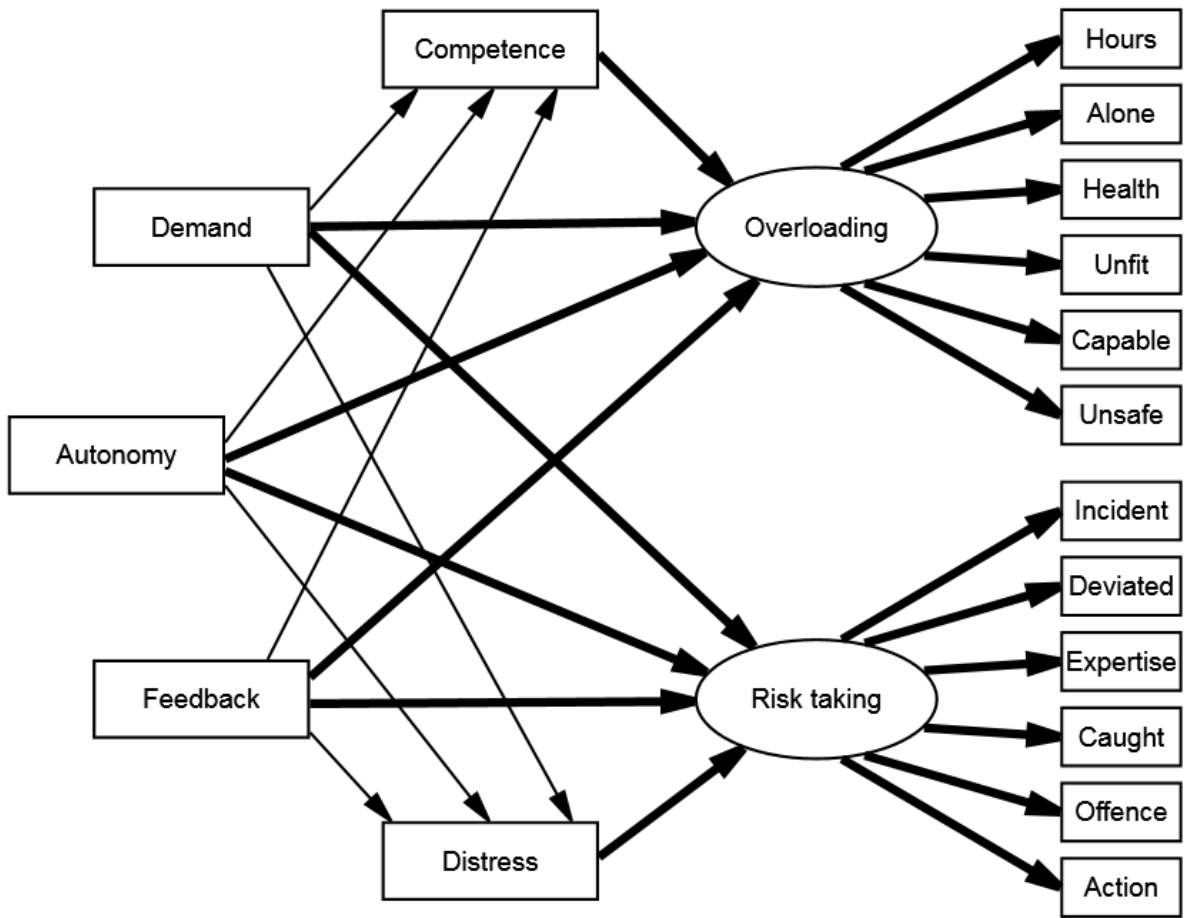 Competence
Demand
Autonomy
Feedback
Distress
Overloading
Risk taking
Hours
Alone
Health
Unfit
Capable
Unsafe
Incident
Deviated
Expertise
Caught
Offence
Action